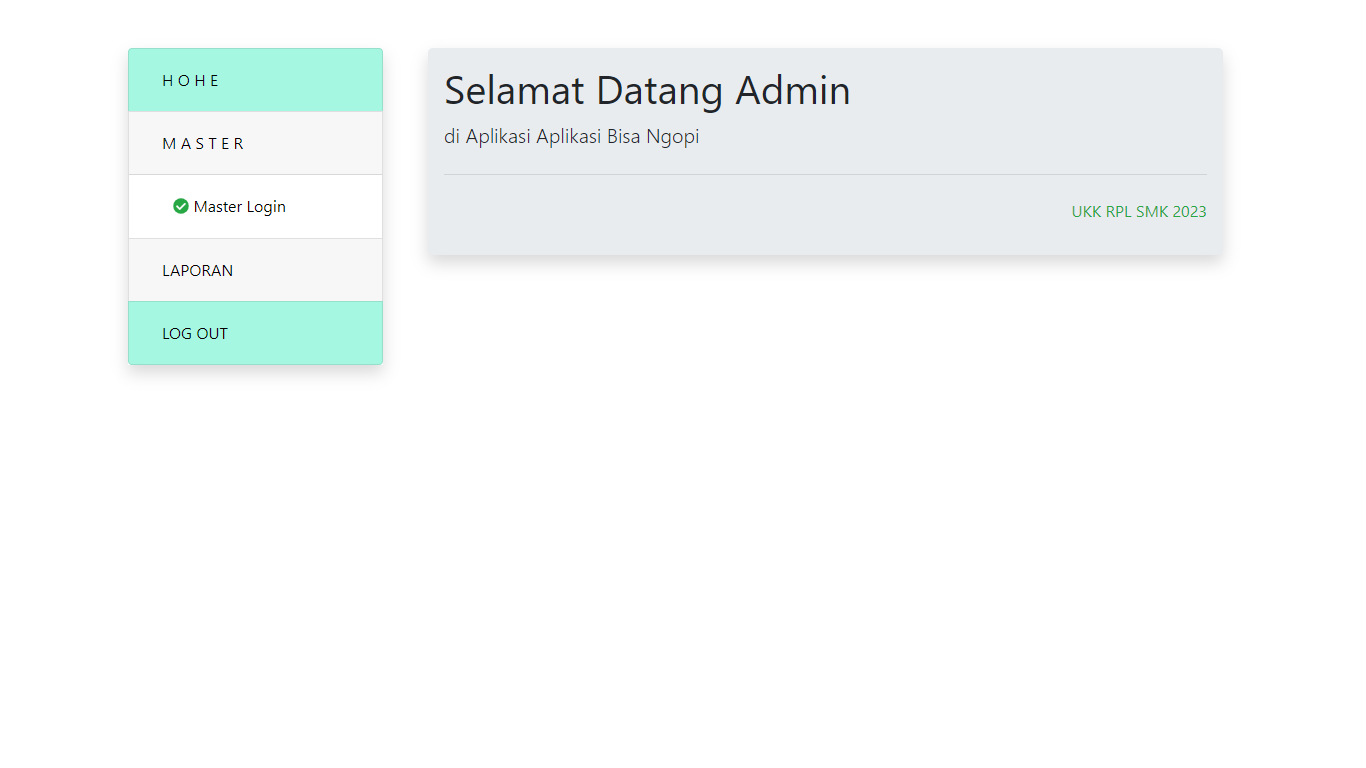 H O H E
M A S T E R
Master Login
LAPORAN
LOG OUT
Selamat Datang Admin
di Aplikasi Aplikasi Bisa Ngopi
UKK RPL SMK 2023